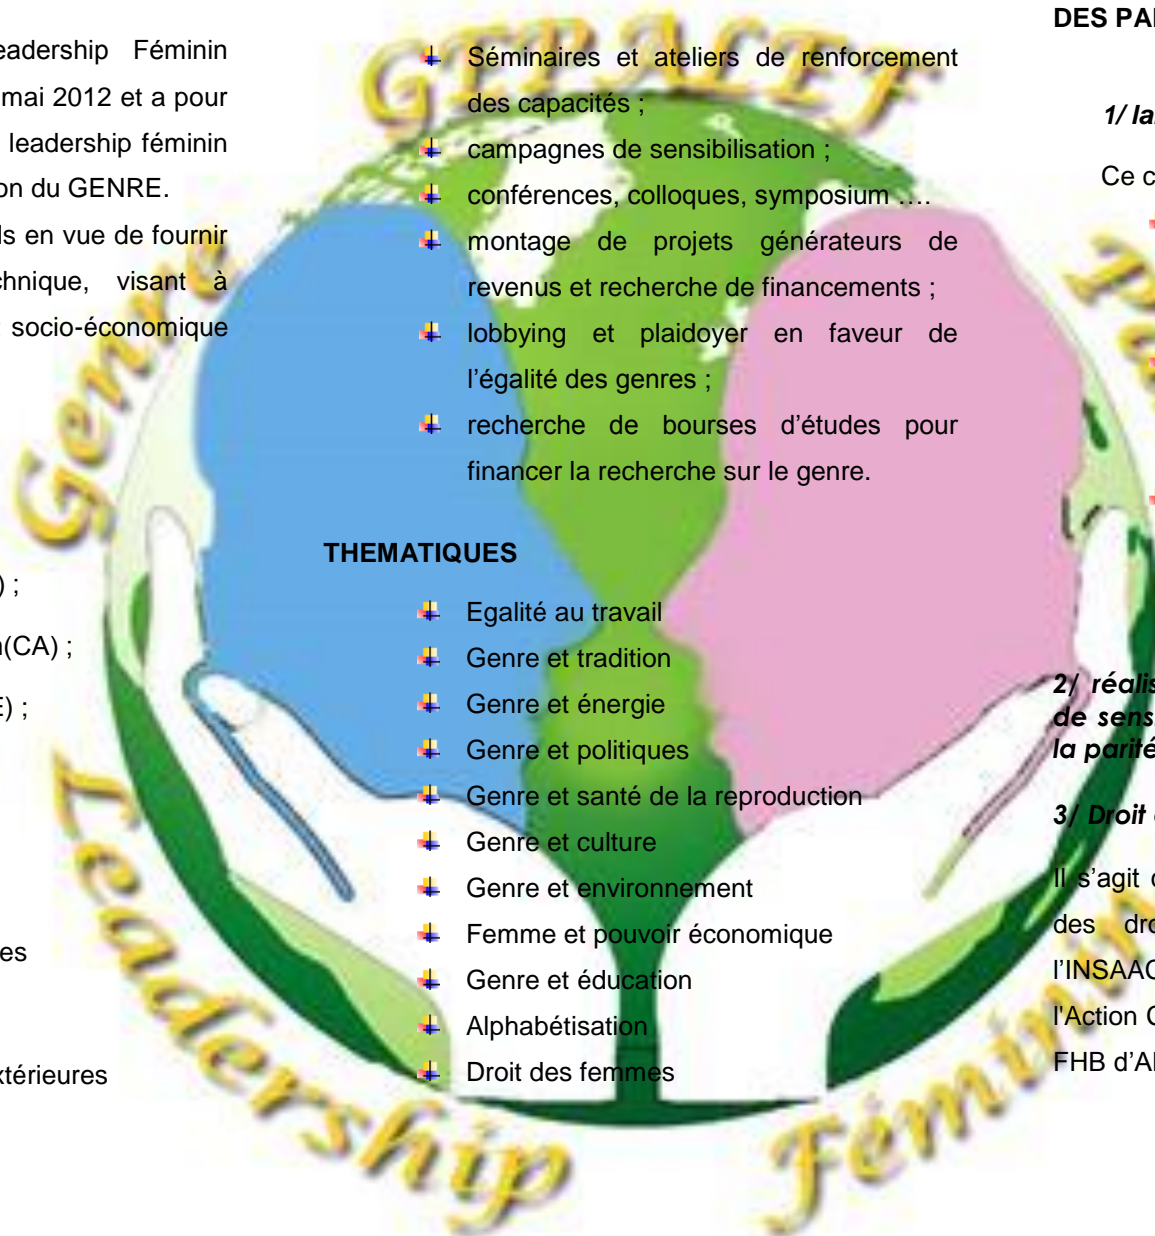 eadership Féminin
mai 2012 et a pour
leadership féminin
on du GENRE.
ls en vue de fournir
chnique, visant à
socio-économique
) ;
(CA) ;
E) ;
es
xtérieures
GEPALEF
Genre
Leadership
Féminin
Séminaires et ateliers de renforcement
des capacités ;
campagnes de sensibilisation ;
conférences, colloques, symposium ….
montage de projets générateurs de
revenus et recherche de financements ;
lobbying et plaidoyer en faveur de
l’égalité des genres ;
recherche de bourses d’études pour
financer la recherche sur le genre.
THEMATIQUES
Egalité au travail
Genre et tradition
Genre et énergie
Genre et politiques
Genre et santé de la reproduction
Genre et culture
Genre et environnement
Femme et pouvoir économique
Genre et éducation
Alphabétisation
Droit des femmes
DES PA
1/ la
Ce c
2/ réalis
de sens
la parité
3/ Droit
Il s’agit
des dro
l’INSAAC
l'Action C
FHB d’A